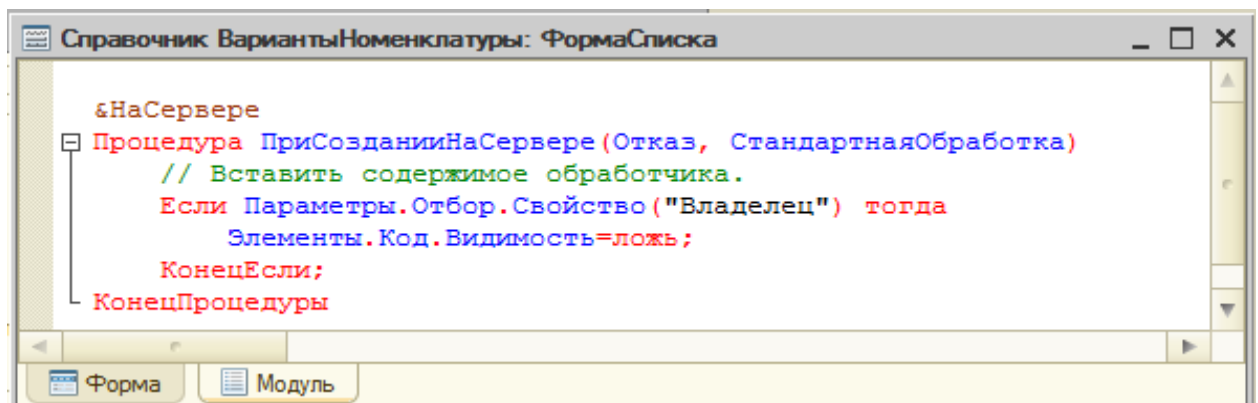 Справочник ВариантыНоменклатуры: ФормаСписка
&НаСервере
Процедура ПриСозданииНаСервере(Отказ, СтандартнаяОбработка)
// Вставить содержимое обработчика.
Если Параметры.Отбор.Свойство("Владелец") тогда
Элементы.Код.Видимость=ложь;
КонецЕсли;
КонецПроцедуры
Форма
Модуль